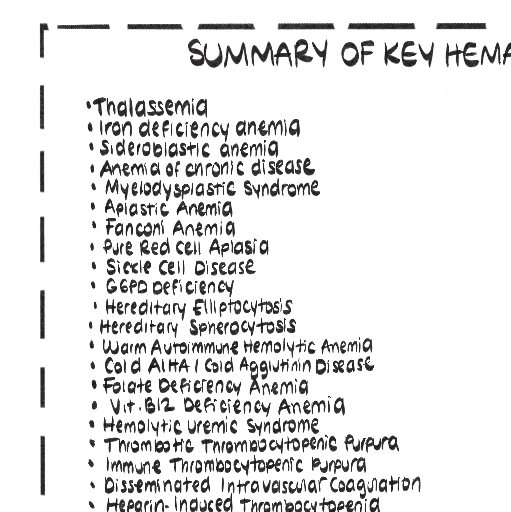 SUMMARY OF KEY HEMA
• Thalassemia
• Iron deficiency anemia
• Sideroblastic anemia
• Anemia of chronic disease
• Myelodysplastic Syndrome
• Aplastic Anemia
• Fanconi Anemia
• Pure Red Cell Aplasia
• Sickle Cell Disease
• G6PD Deficiency
• Hereditary Elliptocytosis
• Hereditary Spherocytosis
• Warm Autoimmune Hemolytic Anemia
• Cold AIHA / Cold Agglutinin Disease
• Folate Deficiency Anemia
• Vit. B12 Deficiency Anemia
• Hemolytic Uremic Syndrome
• Thrombotic Thrombocytopenic Purpura
• Immune Thrombocytopenic Purpura
• Disseminated Intravascular Coagulation
• Heparin-Induced Thrombocytopenia